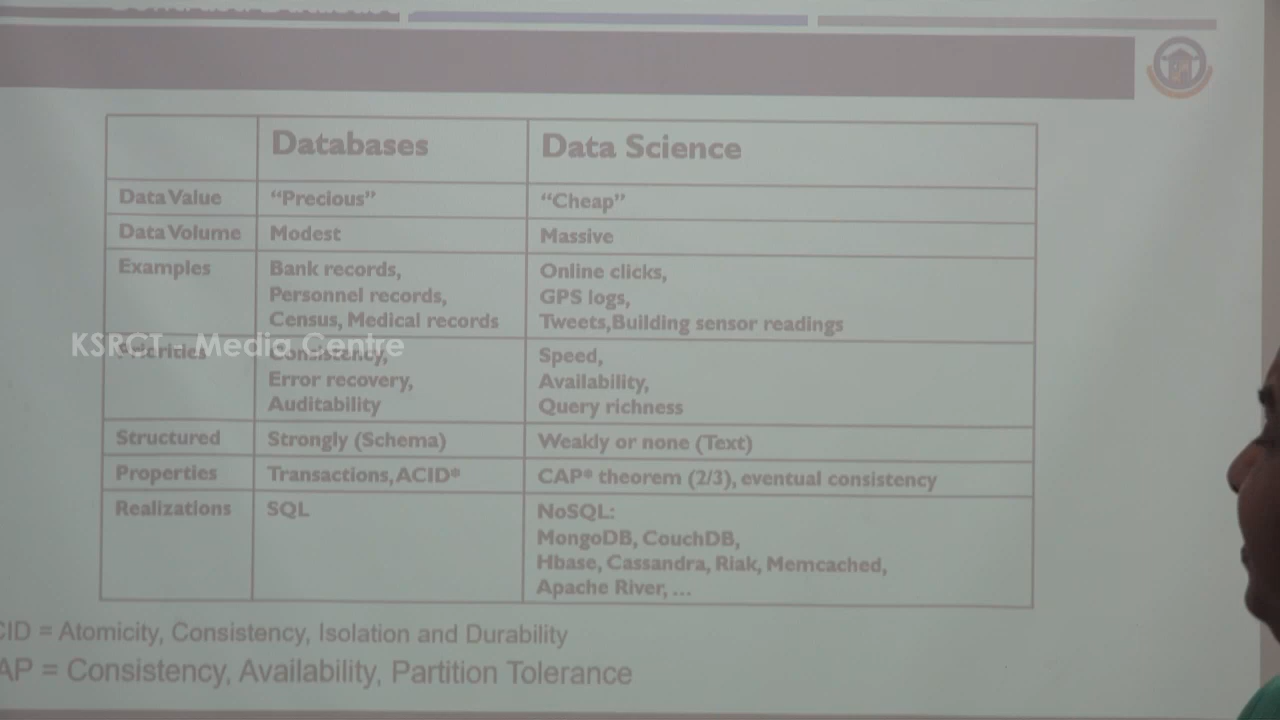 Databases
Data Science
Data Value
"Precious"
"Cheap"
Data Volume
Modest
Massive
Examples
Bank records,
Personnel records,
Census, Medical records
Online clicks,
GPS logs,
Tweets,Building sensor readings
KSRCT - Media Centre
Priorities
Consistency,
Error recovery,
Auditability
Speed,
Availability,
Query richness
Structured
Strongly (Schema)
Weakly or none (Text)
Properties
Transactions, ACID*
CAP* theorem (2/3), eventual consistency
Realizations
SQL
NoSQL:
MongoDB, CouchDB,
Hbase, Cassandra, Riak, Memcached,
Apache River, ...
CID = Atomicity, Consistency, Isolation and Durability
AP = Consistency, Availability, Partition Tolerance